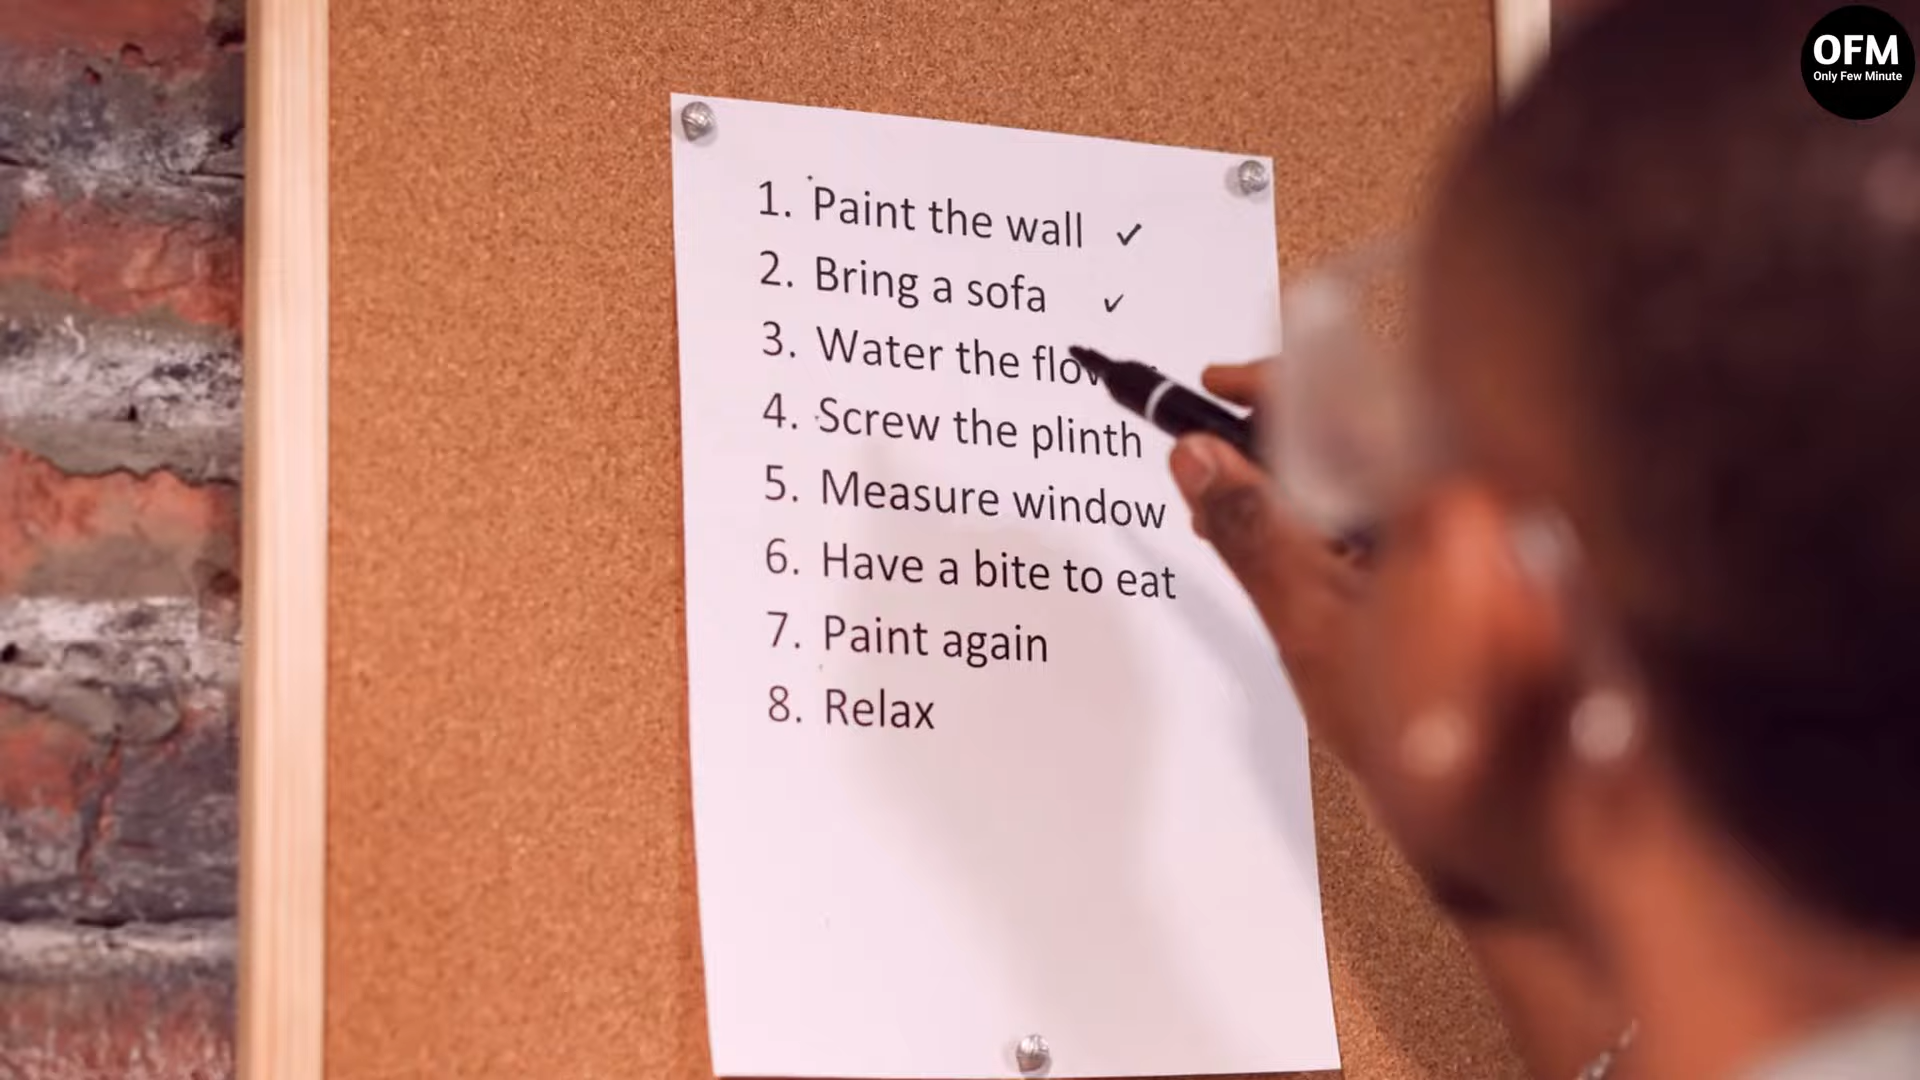 OFM
Only Few Minute
1. Paint the wall ✓
2. Bring a sofa ✓
3. Water the
4. Screw the plinth
5. Measure window
6. Have a bite to eat
7. Paint again
8. Relax